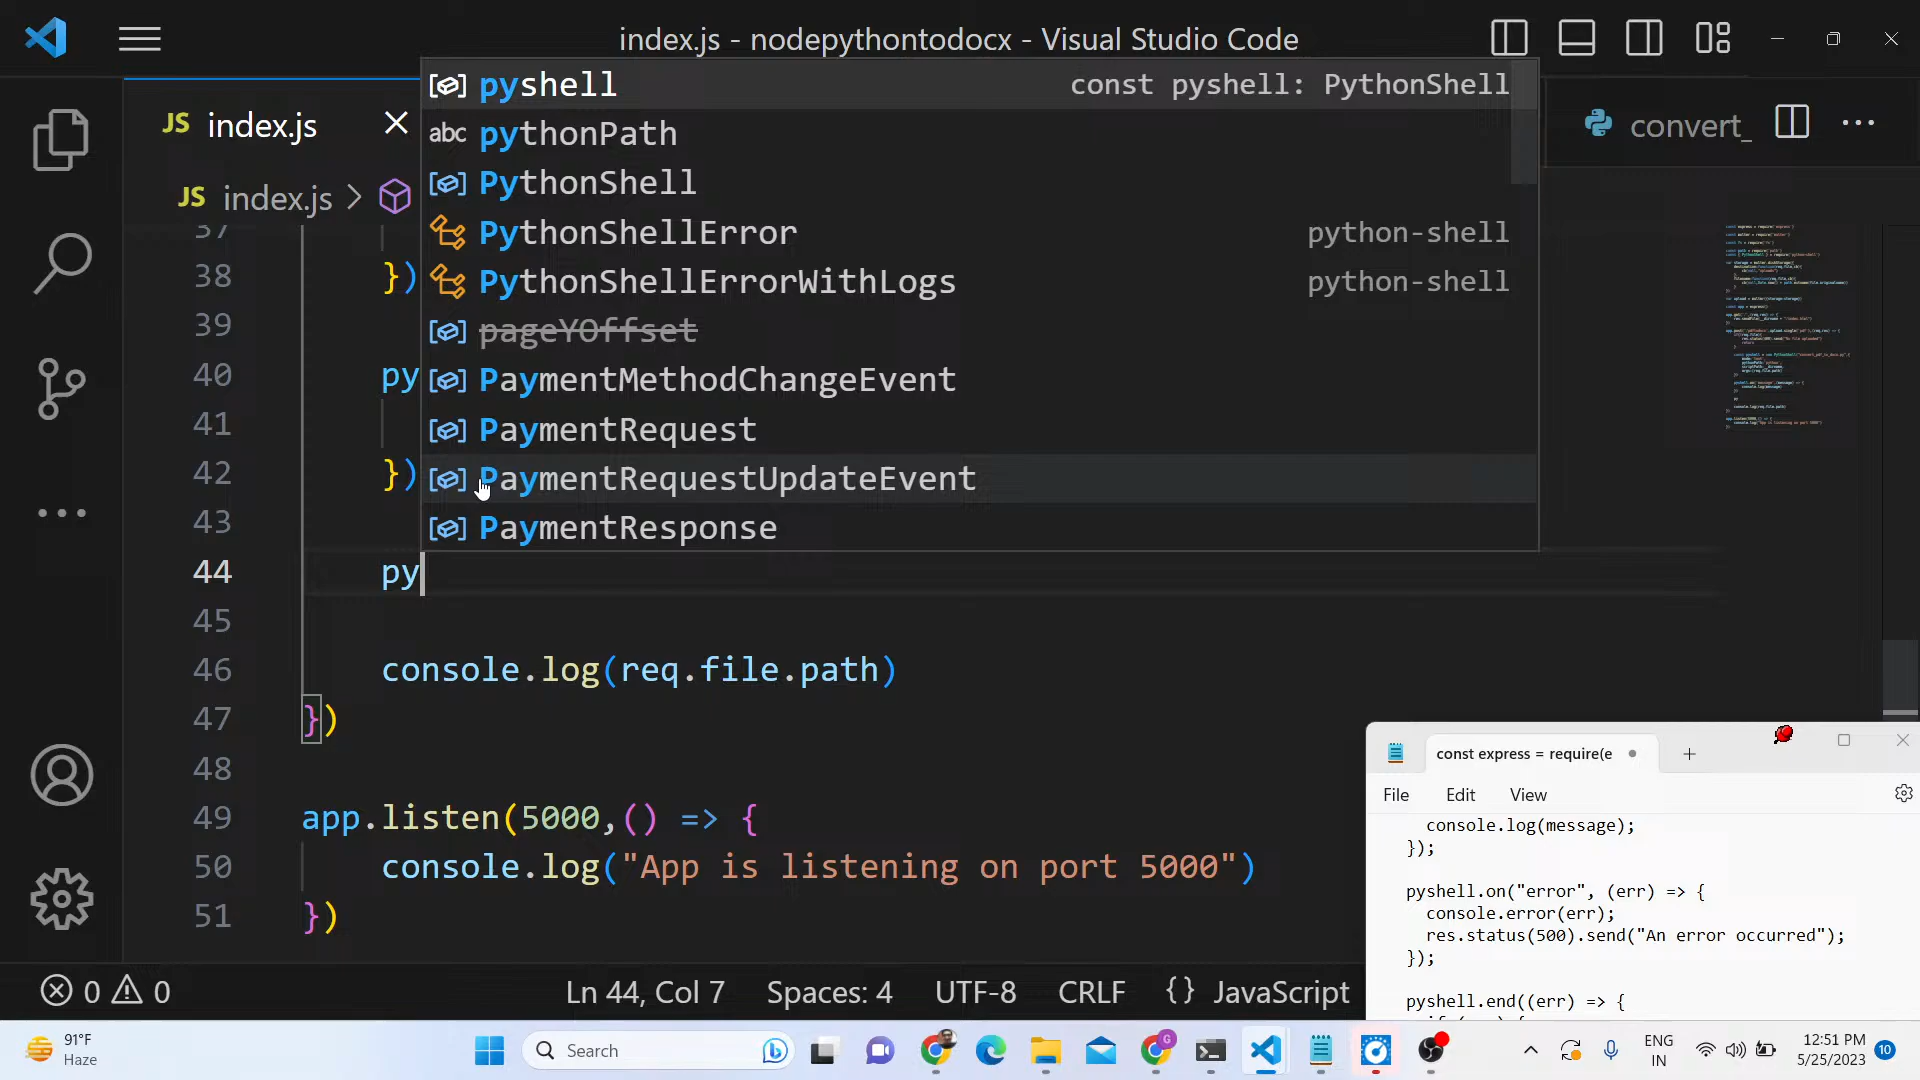 index.js - nodepythontodocx - Visual Studio Code
JS index.js
convert_
JS index.js >
pyshell const pyshell: PythonShell
abc pythonPath
PythonShell
PythonShellError python-shell
PythonShellErrorWithLogs python-shell
pageYOffset
PaymentMethodChangeEvent
PaymentRequest
PaymentRequestUpdateEvent
PaymentResponse
37
38 })
39
40 py
41
42 })
43
44 py
45
46 console.log(req.file.path)
47 })
48
49 app.listen(5000,() => {
50 console.log("App is listening on port 5000")
51 })
const express = require(e
File Edit View
console.log(message);
});
pyshell.on("error", (err) => {
console.error(err);
res.status(500).send("An error occurred");
});
pyshell.end((err) => {
0 0
Ln 44, Col 7 Spaces: 4 UTF-8 CRLF {} JavaScript
91°F
Haze
Search
ENG
IN
12:51 PM
5/25/2023
10